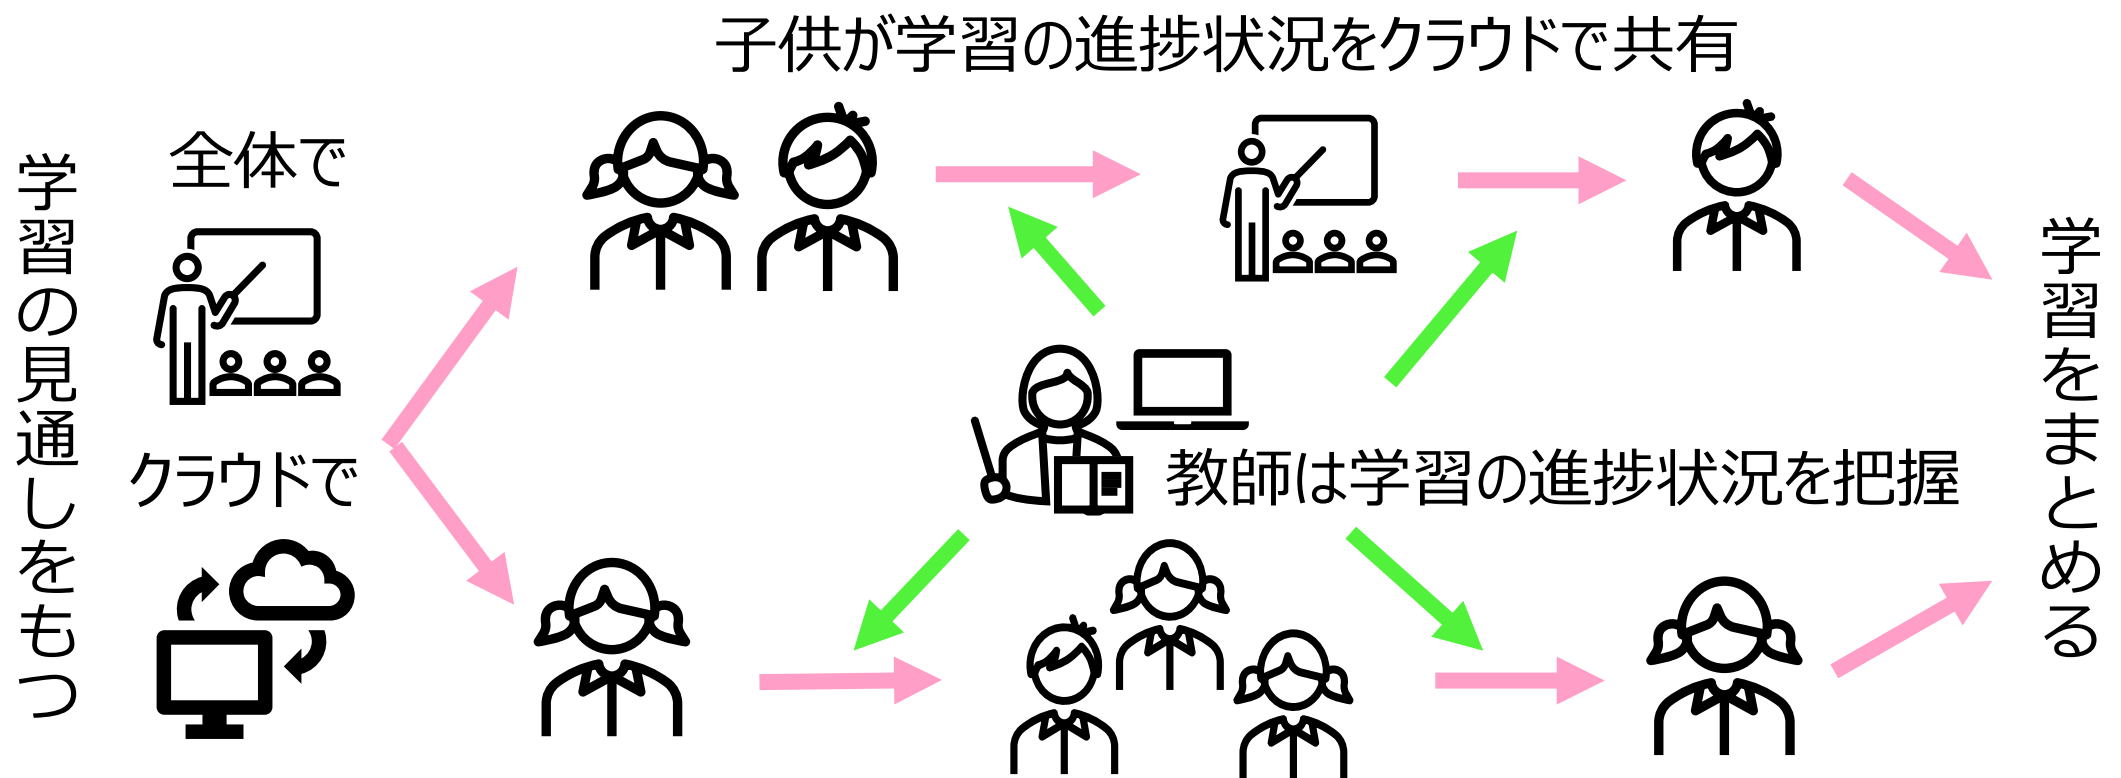 子供が学習の進捗状況をクラウドで共有
学習の見通しをもつ
全体で
クラウドで
教師は学習の進捗状況を把握
学習をまとめる